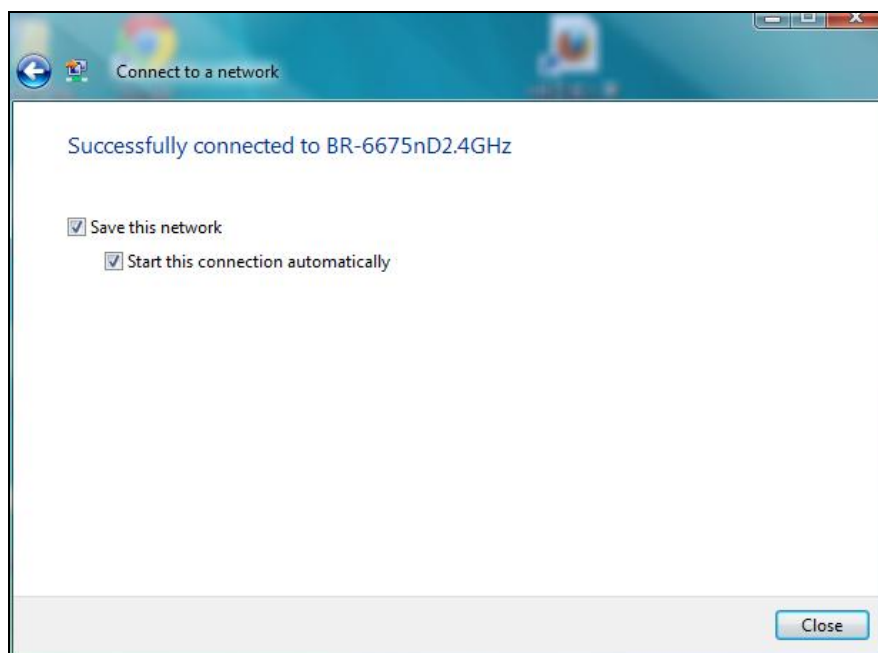 Connect to a network
Successfully connected to BR-6675nD2.4GHz
Save this network
Start this connection automatically
Close